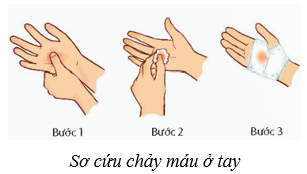 Bước 1
Bước 2
Bước 3
Sơ cứu chảy máu ở tay